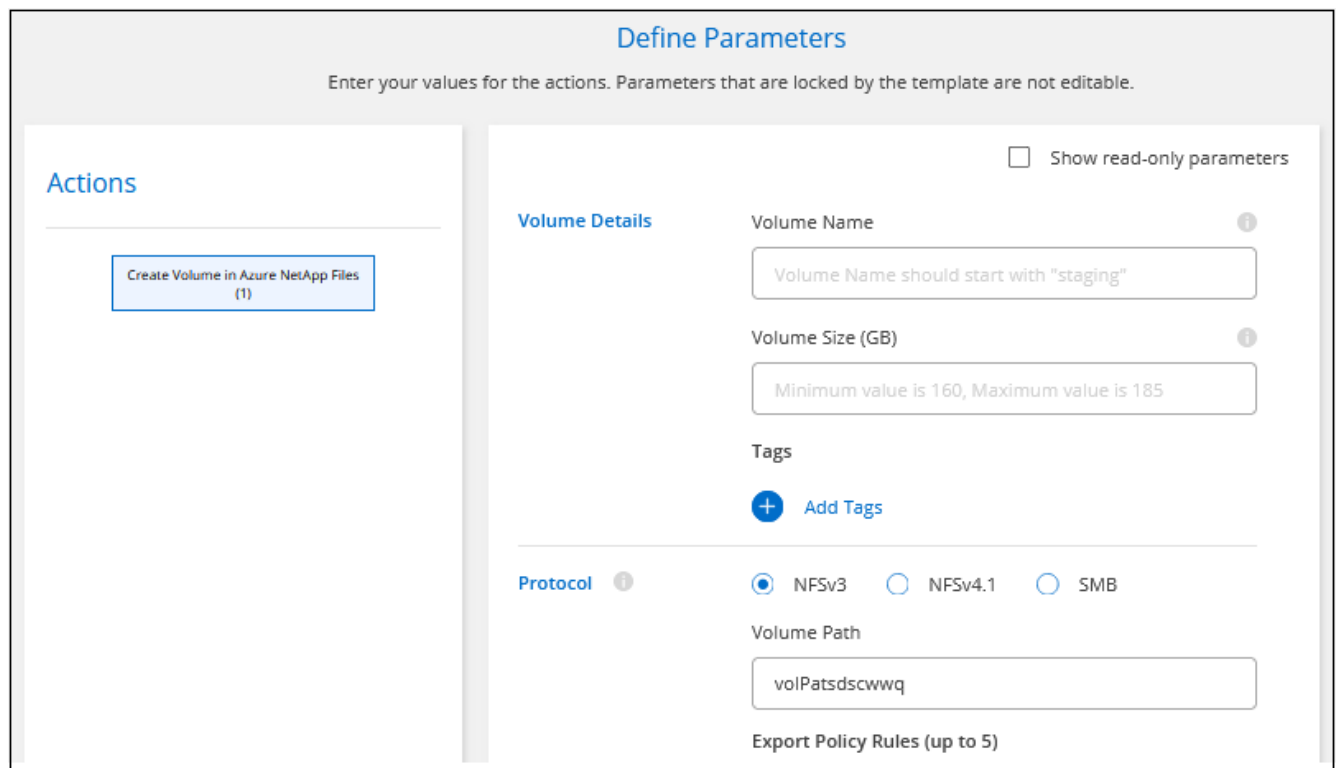 Define Parameters
Enter your values for the actions. Parameters that are locked by the template are not editable.
Actions
Create Volume in Azure NetApp Files
(1)
Show read-only parameters
Volume Details
Volume Name
Volume Name should start with "staging"
Volume Size (GB)
Minimum value is 160, Maximum value is 185
Tags
Add Tags
Protocol
NFSv3
NFSv4.1
SMB
Volume Path
volPatsdscwwq
Export Policy Rules (up to 5)